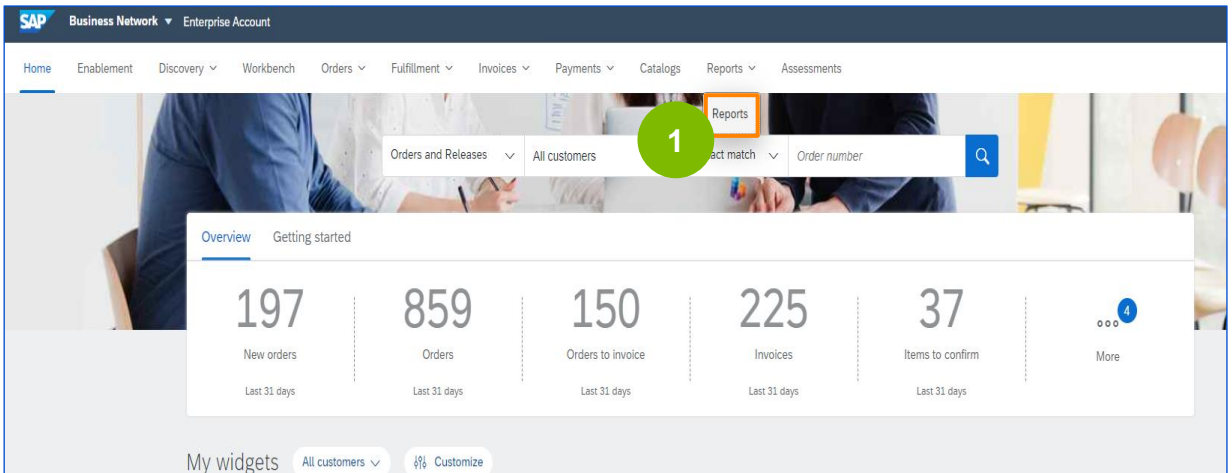 SAP Business Network Enterprise Account
Home Enablement Discovery Workbench Orders Fulfillment Invoices Payments Catalogs Reports Assessments
Reports
1
Orders and Releases All customers act match Order number
Overview Getting started
197 859 150 225 37 4
New orders Orders Orders to invoice Invoices Items to confirm More
Last 31 days Last 31 days Last 31 days Last 31 days Last 31 days
My widgets All customers Customize